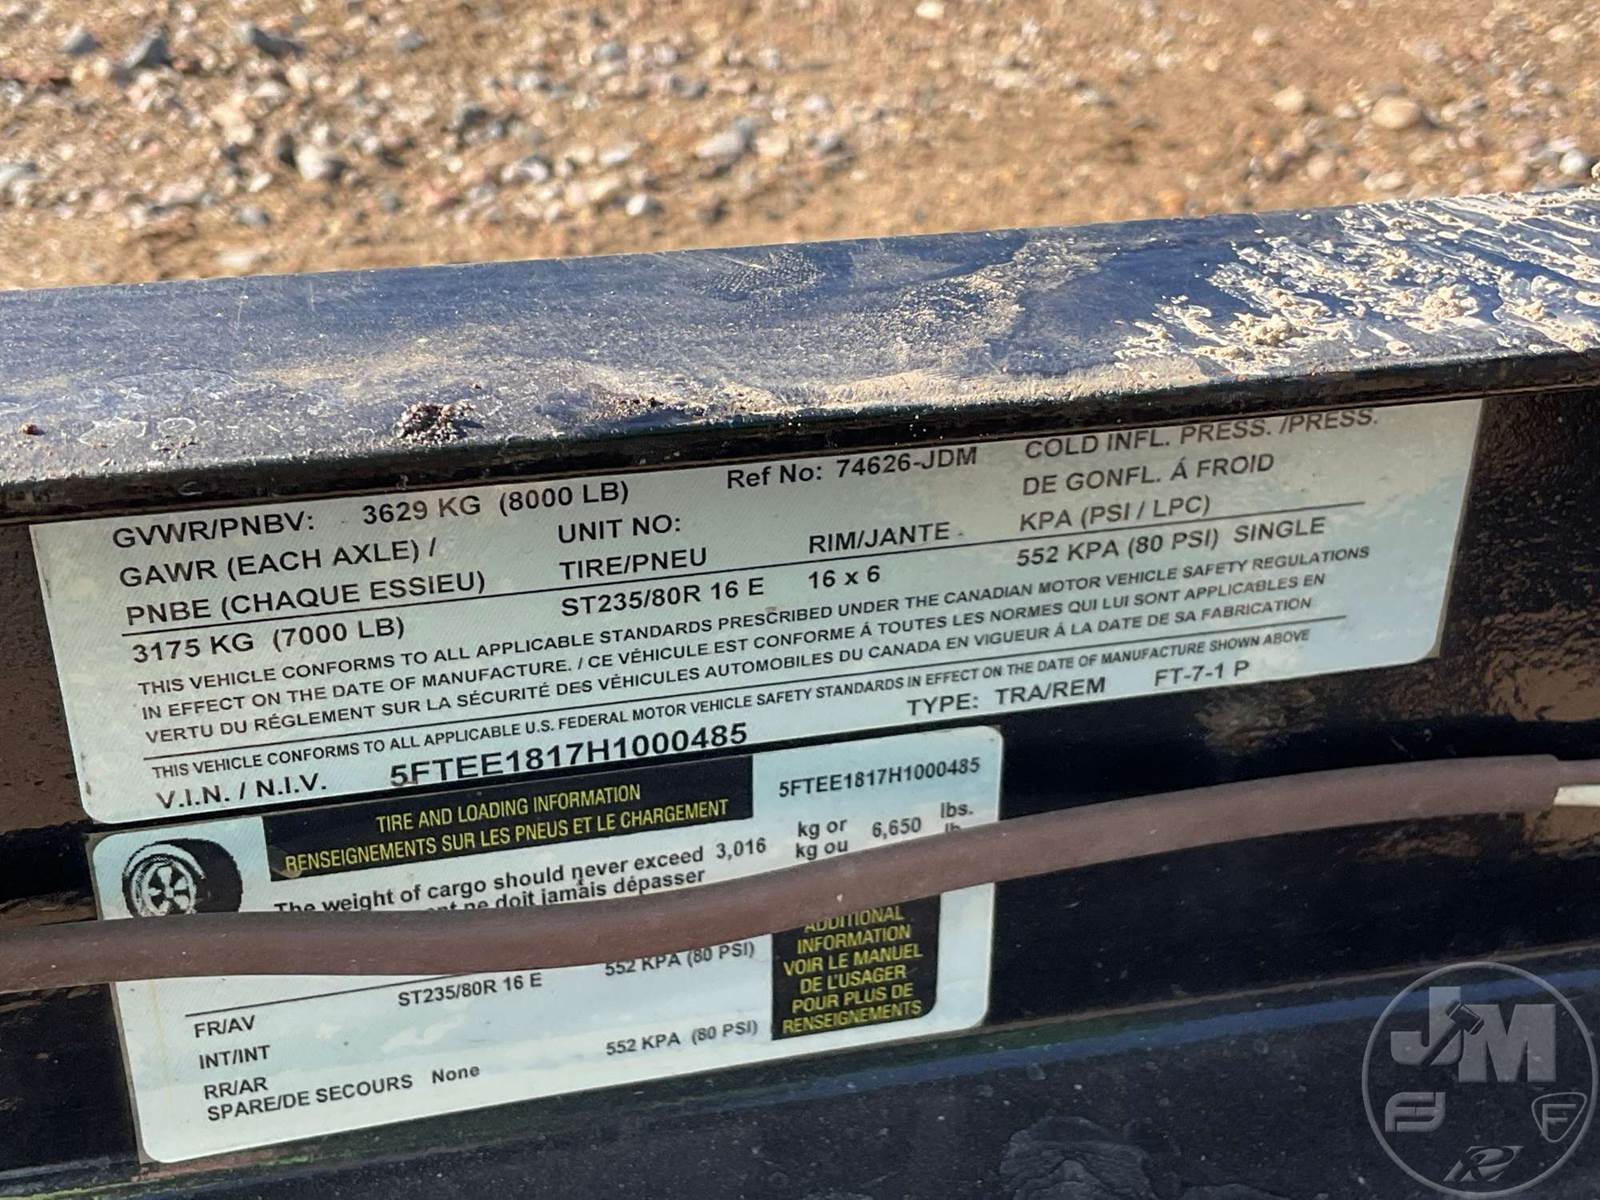 GVWR/PNBV: 3629 KG (8000 LB) Ref No: 74626-JDM COLD INFL. PRESS. /PRESS.
GAWR (EACH AXLE) / UNIT NO: DE GONFL. Á FROID
PNBE (CHAQUE ESSIEU) TIRE/PNEU RIM/JANTE KPA (PSI / LPC)
3175 KG (7000 LB) ST235/80R 16 E 16 x 6 552 KPA (80 PSI) SINGLE
THIS VEHICLE CONFORMS TO ALL APPLICABLE STANDARDS PRESCRIBED UNDER THE CANADIAN MOTOR VEHICLE SAFETY REGULATIONS
IN EFFECT ON THE DATE OF MANUFACTURE. / CE VÉHICULE EST CONFORME Á TOUTES LES NORMES QUI LUI SONT APPLICABLES EN
VERTU DU RÉGLEMENT SUR LA SÉCURITÉ DES VÉHICULES AUTOMOBILES DU CANADA EN VIGUEUR Á LA DATE DE SA FABRICATION
THIS VEHICLE CONFORMS TO ALL APPLICABLE U.S. FEDERAL MOTOR VEHICLE SAFETY STANDARDS IN EFFECT ON THE DATE OF MANUFACTURE SHOWN ABOVE
V.I.N. / N.I.V. 5FTEE1817H1000485 TYPE: TRA/REM FT-7-1 P
TIRE AND LOADING INFORMATION 5FTEE1817H1000485
RENSEIGNEMENTS SUR LES PNEUS ET LE CHARGEMENT
The weight of cargo should never exceed 3,016 kg or 6,650 lbs.
ne doit jamais dépasser kg ou
ADDITIONAL
INFORMATION
VOIR LE MANUEL
DE L'USAGER
POUR PLUS DE
RENSEIGNEMENTS
FR/AV ST235/80R 16 E 552 KPA (80 PSI)
INT/INT
RR/AR 552 KPA (80 PSI)
SPARE/DE SECOURS None
JM